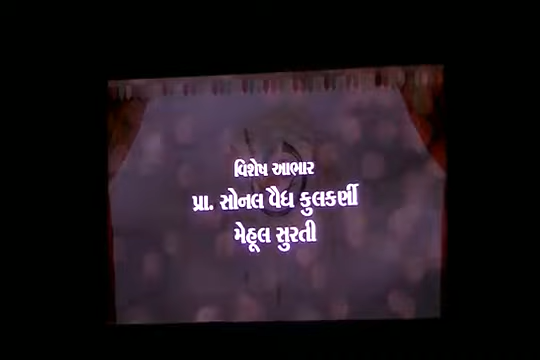 વિશેષ આભાર
પ્રા. સોનલ વૈદ્ય કુલકર્ણી
મેહૂલ સુરતી